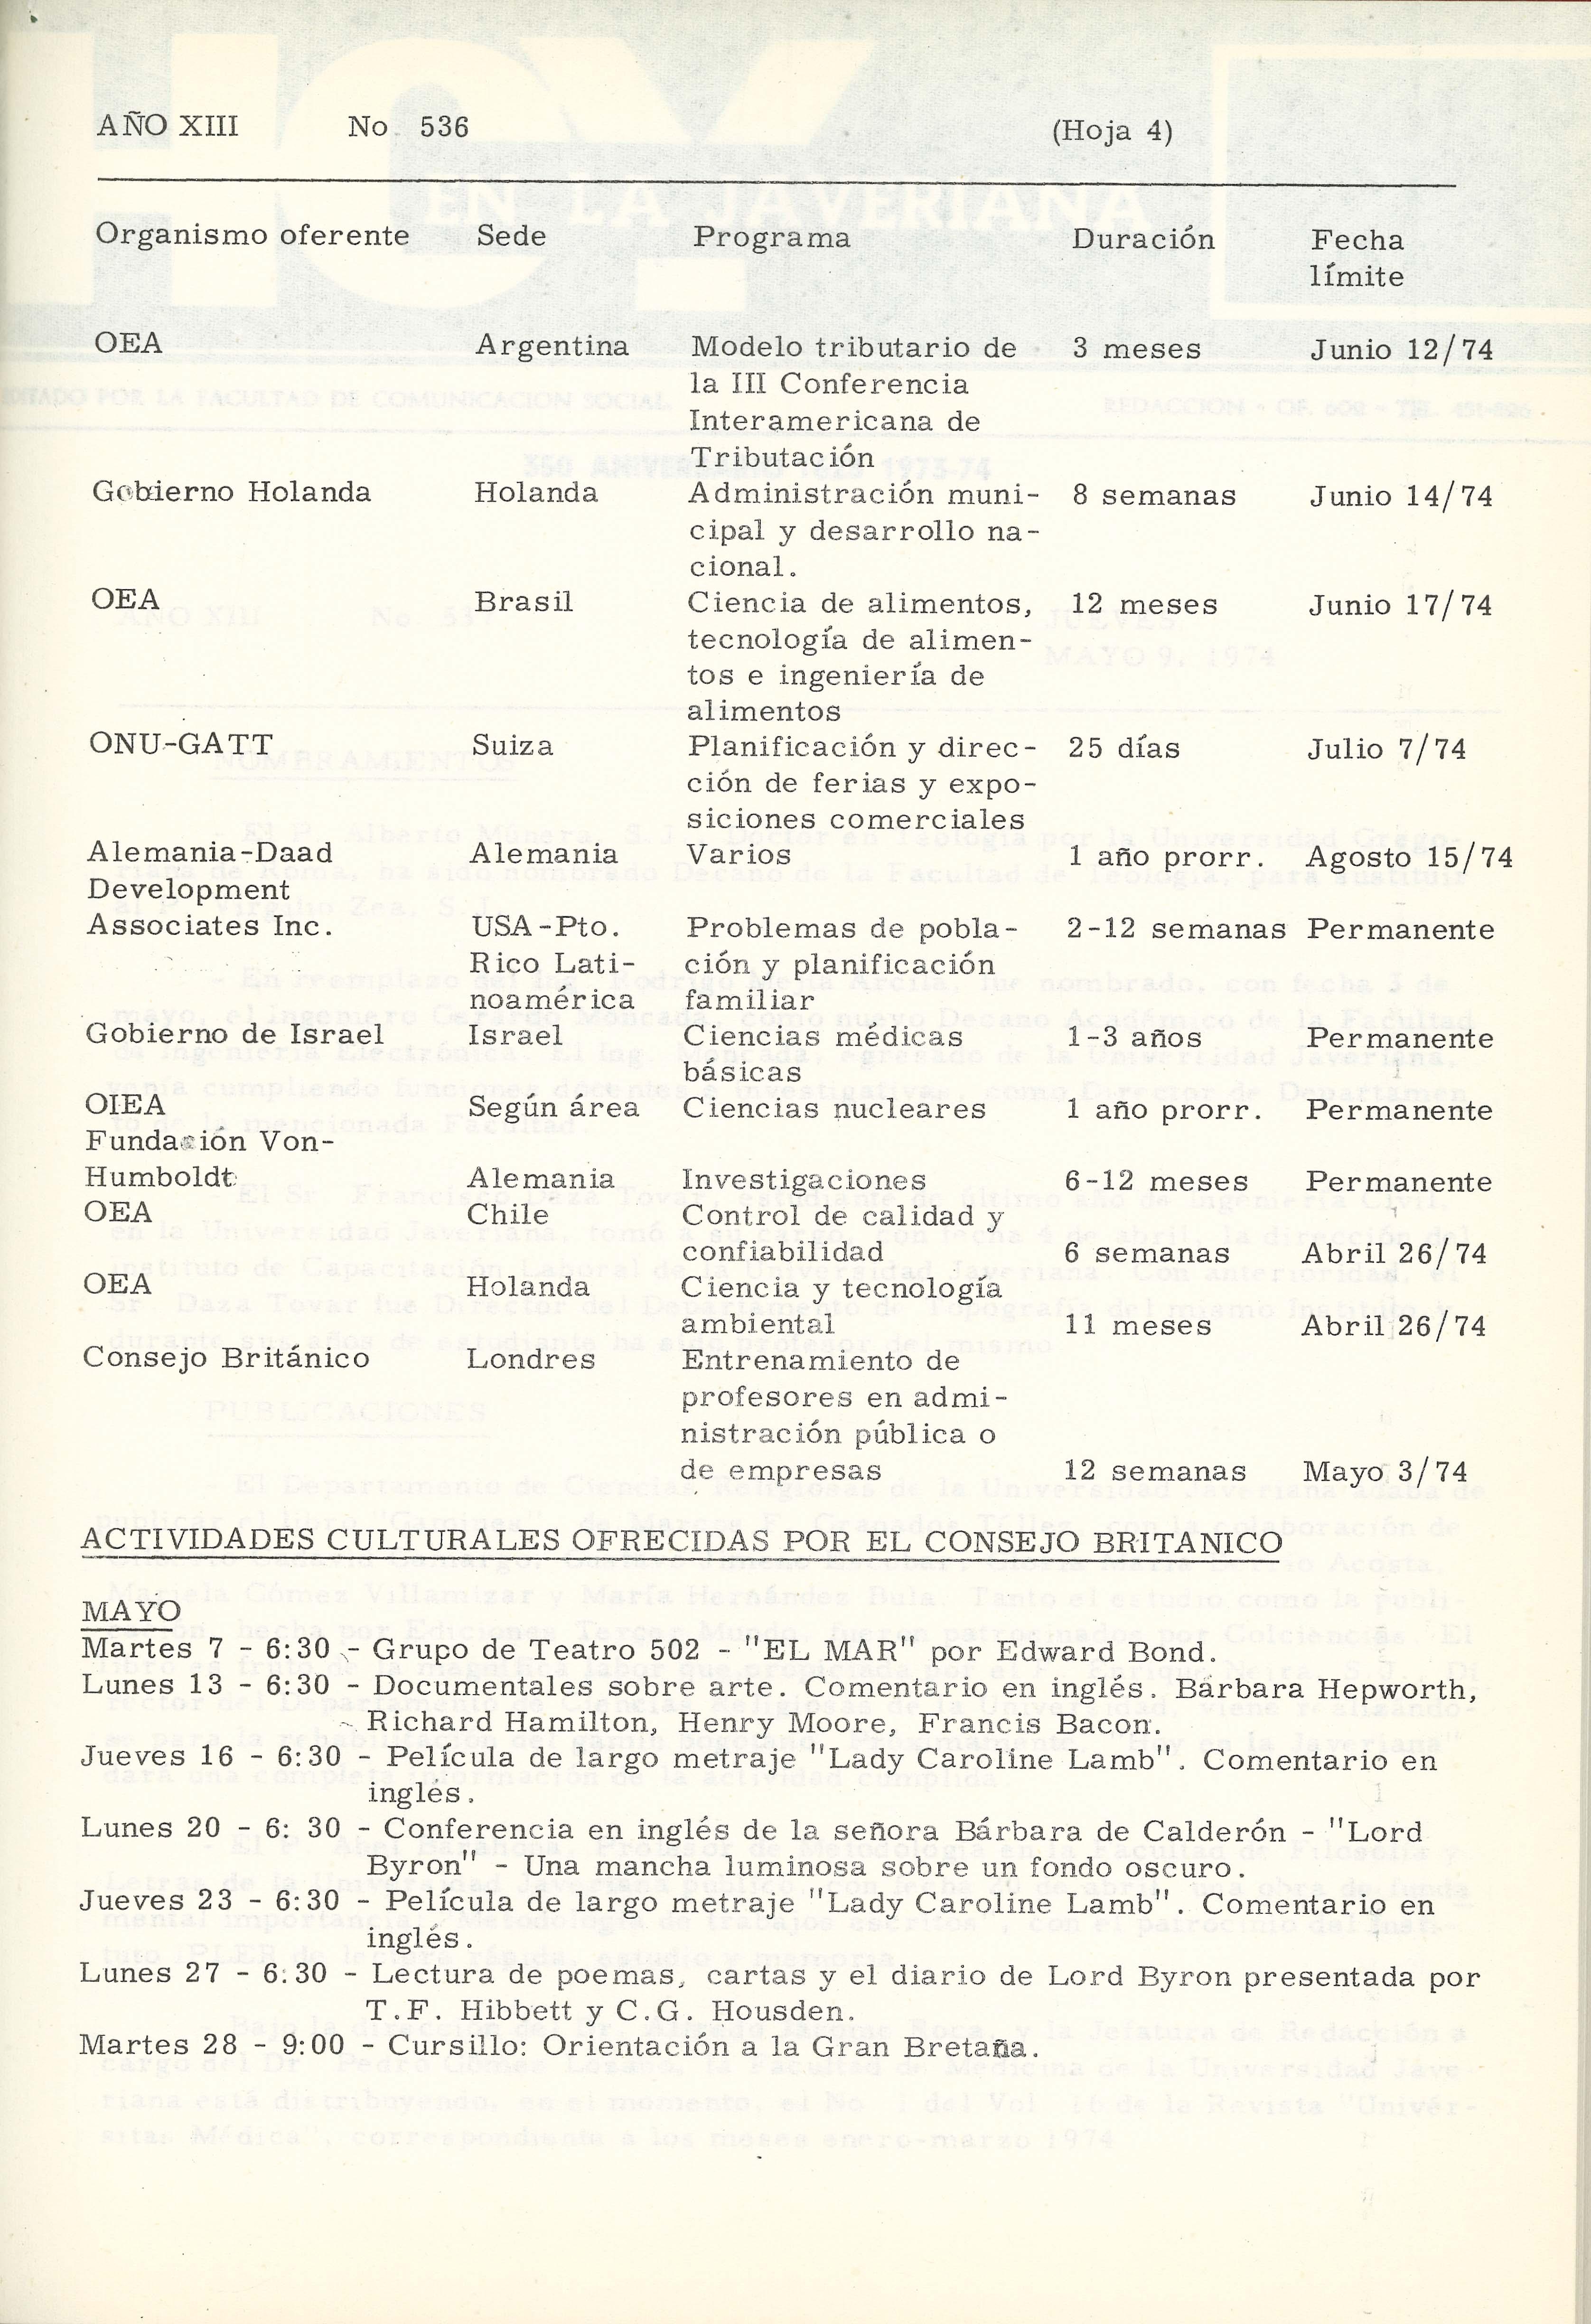 AÑO XIII No. 536 (Hoja 4)
Organismo oferente Sede Programa Duración Fecha
límite
OEA Argentina Modelo tributario de 3 meses Junio 12/74
la III Conferencia
Interamericana de
Tributación
Gobierno Holanda Holanda Administración muni- 8 semanas Junio 14/74
cipal y desarrollo na-
cional.
OEA Brasil Ciencia de alimentos, 12 meses Junio 17/74
tecnología de alimen-
tos e ingeniería de
alimentos
ONU-GATT Suiza Planificación y direc- 25 días Julio 7/74
ción de ferias y expo-
siciones comerciales
Alemania-Daad Alemania Varios 1 año prorr. Agosto 15/74
Development
Associates Inc. USA-Pto. Problemas de pobla- 2-12 semanas Permanente
Rico Lati- ción y planificación
noamérica familiar
Gobierno de Israel Israel Ciencias médicas 1-3 años Permanente
básicas
OIEA Según área Ciencias nucleares 1 año prorr. Permanente
Fundación Von-
Humboldt Alemania Investigaciones 6-12 meses Permanente
OEA Chile Control de calidad y
confiabilidad 6 semanas Abril 26/74
OEA Holanda Ciencia y tecnología
ambiental 11 meses Abril 26/74
Consejo Británico Londres Entrenamiento de
profesores en admi-
nistración pública o
de empresas 12 semanas Mayo 3/74
ACTIVIDADES CULTURALES OFRECIDAS POR EL CONSEJO BRITANICO
MAYO
Martes 7 - 6:30 - Grupo de Teatro 502 - "EL MAR" por Edward Bond.
Lunes 13 - 6:30 - Documentales sobre arte. Comentario en inglés. Bárbara Hepworth,
Richard Hamilton, Henry Moore, Francis Bacon.
Jueves 16 - 6:30 - Película de largo metraje "Lady Caroline Lamb". Comentario en
inglés.
Lunes 20 - 6: 30 - Conferencia en inglés de la señora Bárbara de Calderón - "Lord
Byron" - Una mancha luminosa sobre un fondo oscuro.
Jueves 23 - 6:30 - Película de largo metraje "Lady Caroline Lamb". Comentario en
inglés.
Lunes 27 - 6:30 - Lectura de poemas, cartas y el diario de Lord Byron presentada por
T.F. Hibbett y C.G. Housden.
Martes 28 - 9:00 - Cursillo: Orientación a la Gran Bretaña.